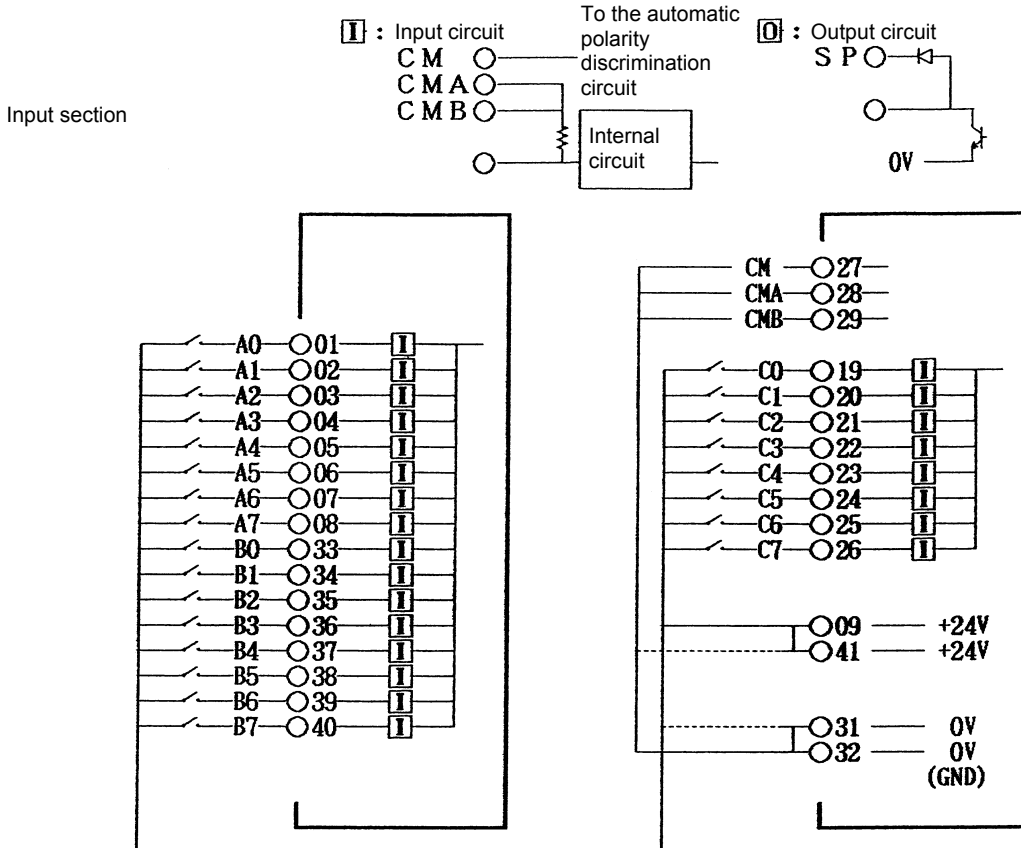 I : Input circuit
To the automatic
polarity
discrimination
circuit
CM
CMA
CMB
Internal
circuit
O : Output circuit
SP
0V
Input section
A0 01 I
A1 02 I
A2 03 I
A3 04 I
A4 05 I
A5 06 I
A6 07 I
A7 08 I
B0 33 I
B1 34 I
B2 35 I
B3 36 I
B4 37 I
B5 38 I
B6 39 I
B7 40 I
CM 27
CMA 28
CMB 29
C0 19 I
C1 20 I
C2 21 I
C3 22 I
C4 23 I
C5 24 I
C6 25 I
C7 26 I
09 +24V
41 +24V
31 0V
32 0V
(GND)